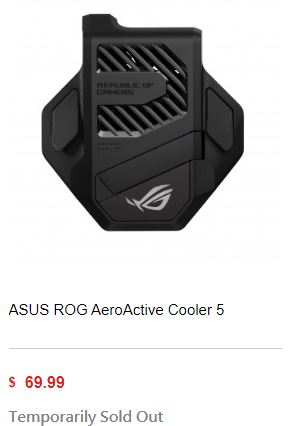 REPUBLIC OF
GAMERS
ASUS ROG AeroActive Cooler 5
$ 69.99
Temporarily Sold Out